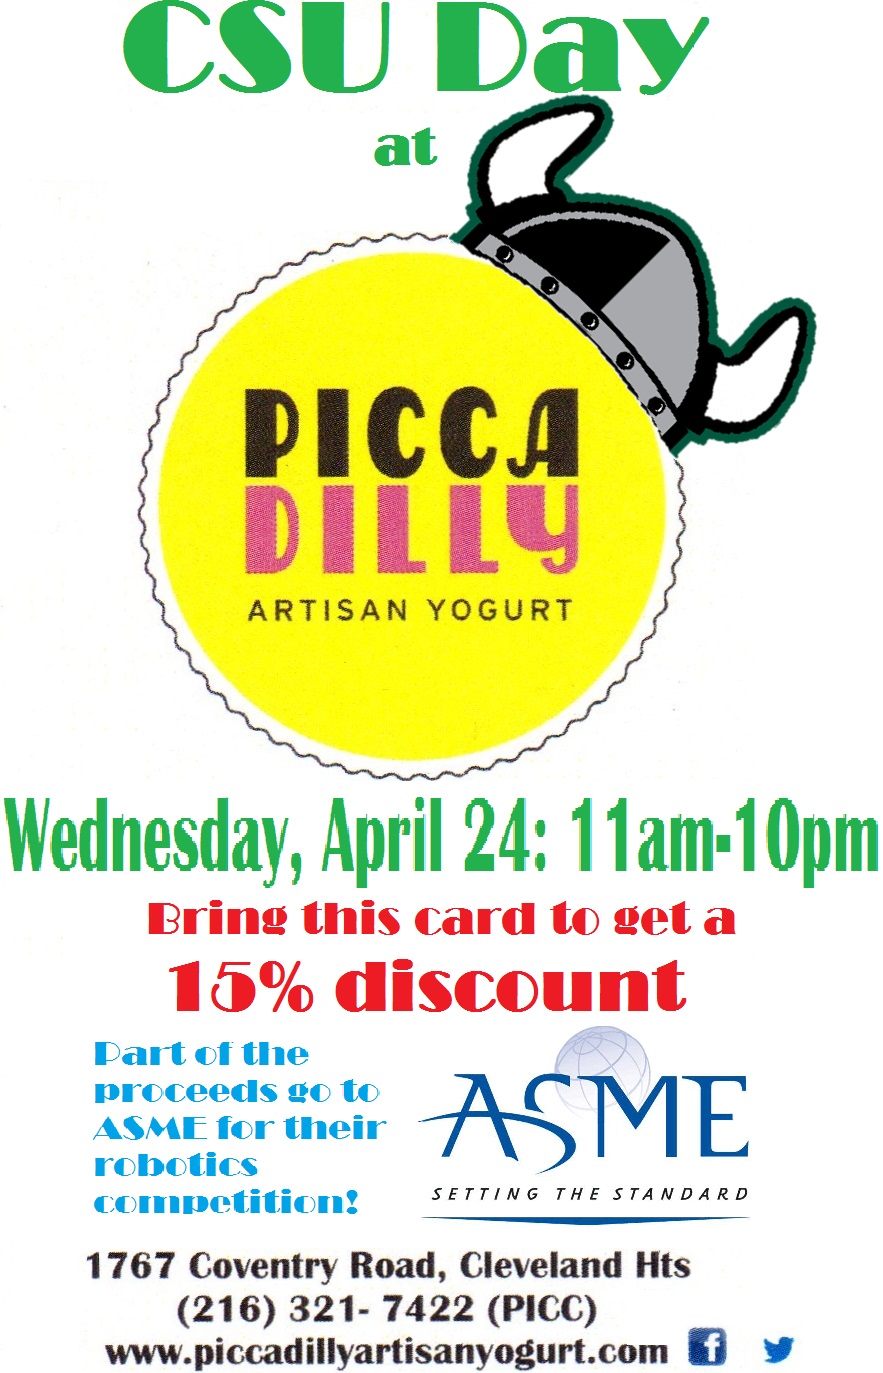 CSU Day
at
PICCA
DILLY
ARTISAN YOGURT
Wednesday, April 24: 11am-10pm
Bring this card to get a
15% discount
Part of the
proceeds go to
ASME for their
robotics
competition!
ASME
SETTING THE STANDARD
1767 Coventry Road, Cleveland Hts
(216) 321- 7422 (PICC)
www.piccadillyartisanyogurt.com